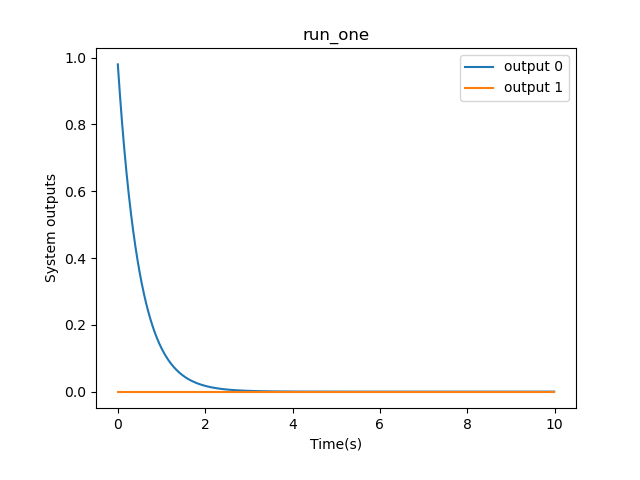 run_one
output 0
output 1
System outputs
1.0
0.8
0.6
0.4
0.2
0.0
0 2 4 6 8 10
Time(s)